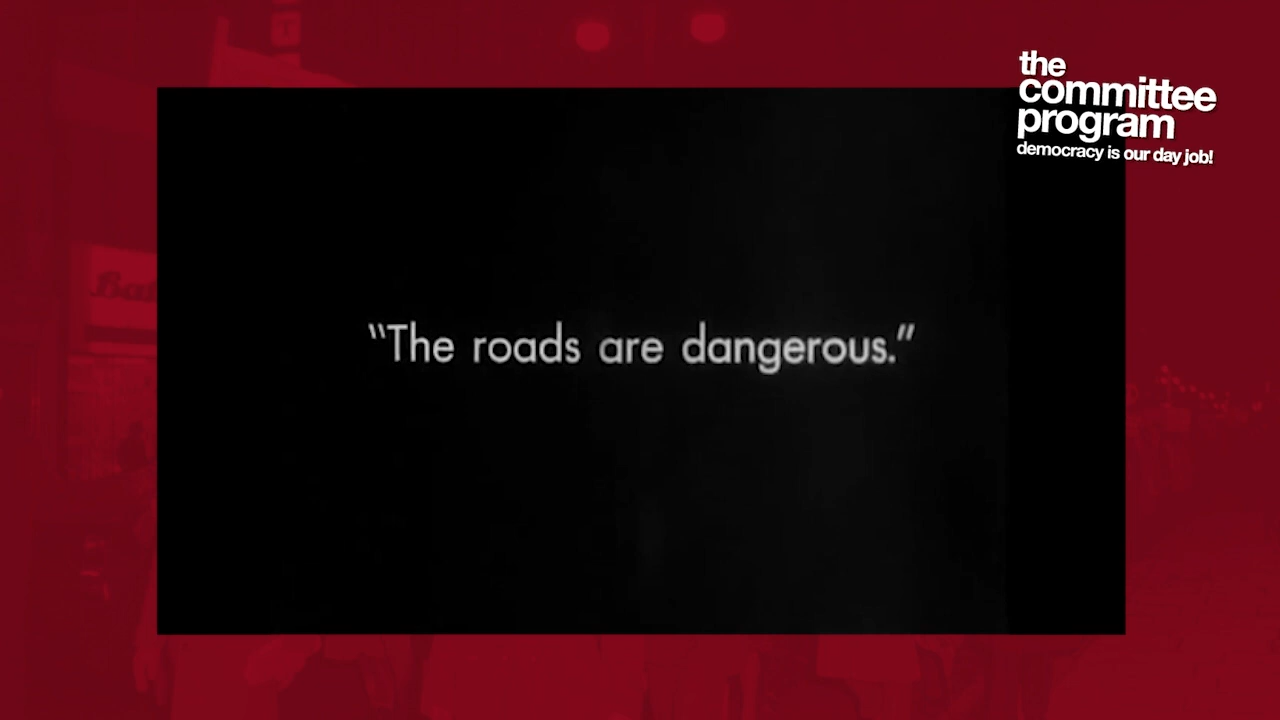 the
committee
program
democracy is our day job!
"The roads are dangerous."